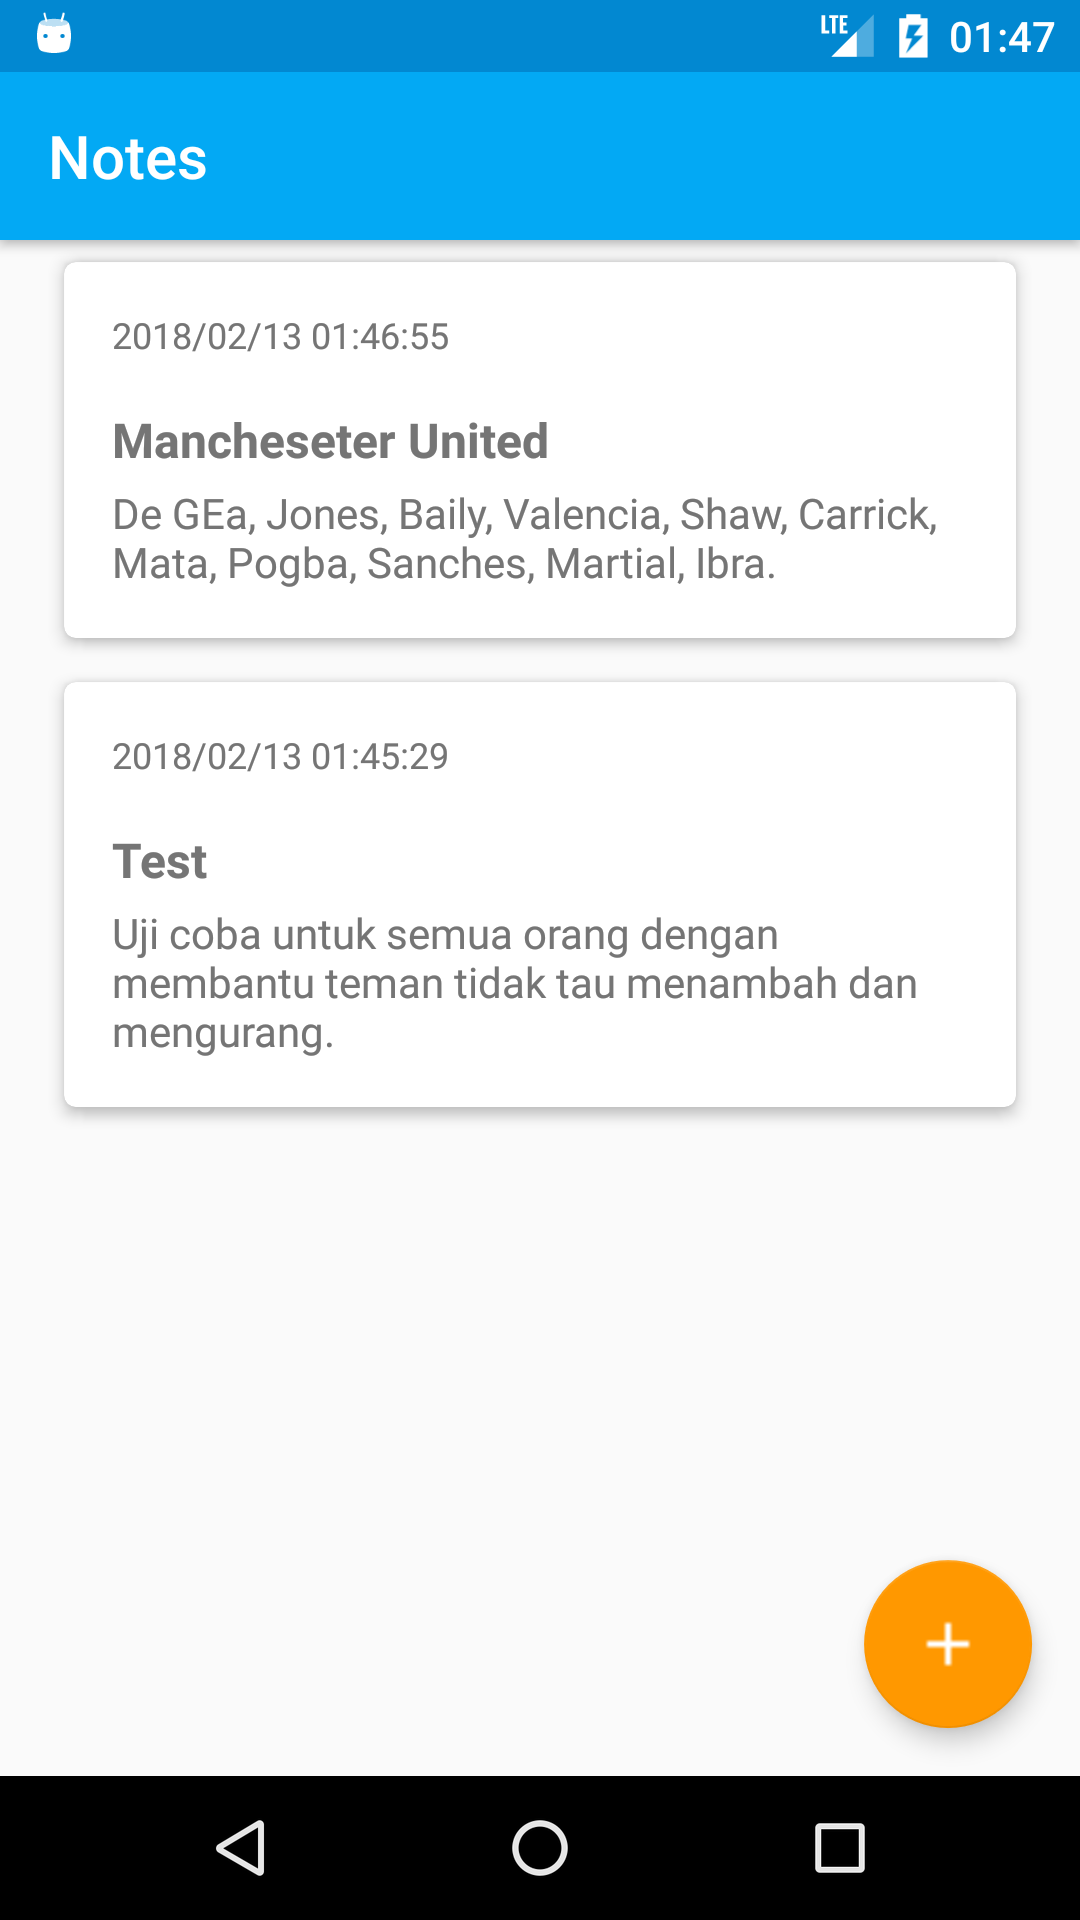 LTE 01:47
Notes
2018/02/13 01:46:55
Mancheseter United
De GEa, Jones, Baily, Valencia, Shaw, Carrick,
Mata, Pogba, Sanches, Martial, Ibra.
2018/02/13 01:45:29
Test
Uji coba untuk semua orang dengan
membantu teman tidak tau menambah dan
mengurang.